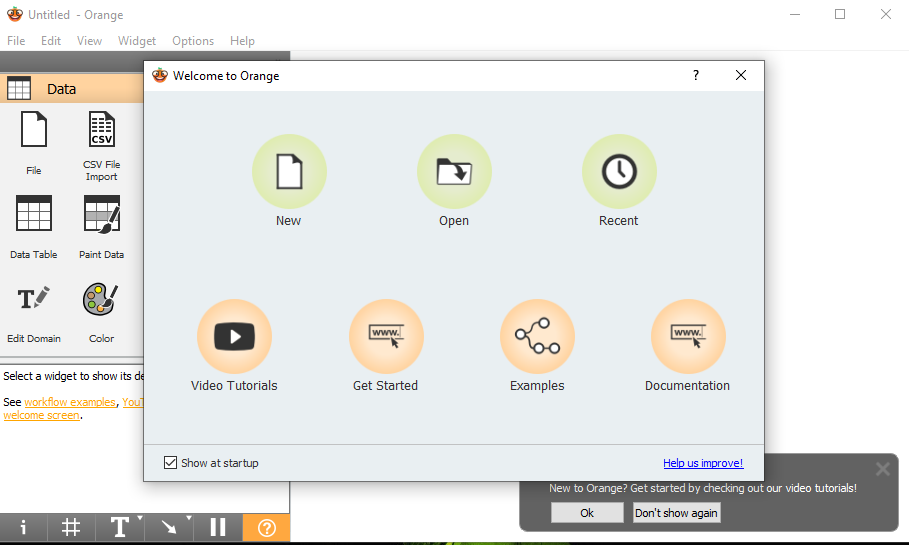 Untitled - Orange
File Edit View Widget Options Help
Welcome to Orange
?
Data
File
CSV
CSV File
Import
Data Table
Paint Data
T
Edit Domain
Color
New
Open
Recent
www.
www.
Video Tutorials
Get Started
Examples
Documentation
Select a widget to show its de
See workflow examples, YouT
welcome screen.
Show at startup
Help us improve!
New to Orange? Get started by checking out our video tutorials!
Ok
Don't show again
i
#
T
?